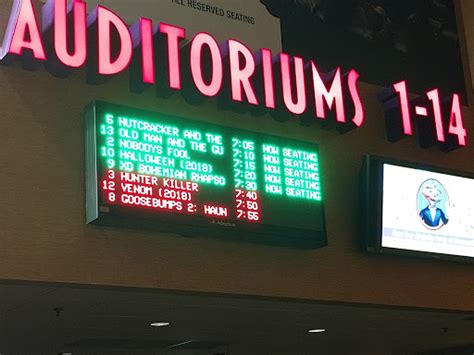 ALL RESERVED SEATING
AUDITORIUMS 1-14
5 NUTCRACKER AND THE 7:05 NOW SEATING
13 OLD MAN AND THE GU 7:10 NOW SEATING
2 NOBODYS FOOL 7:15 NOW SEATING
10 HALLOWEEN (2018) 7:20 NOW SEATING
9 XD BOHEMIAN RHAPSO 7:30 NOW SEATING
3 HUNTER KILLER 7:40
12 VENOM (2018) 7:50
8 GOOSEBUMPS 2: HAUN 7:55